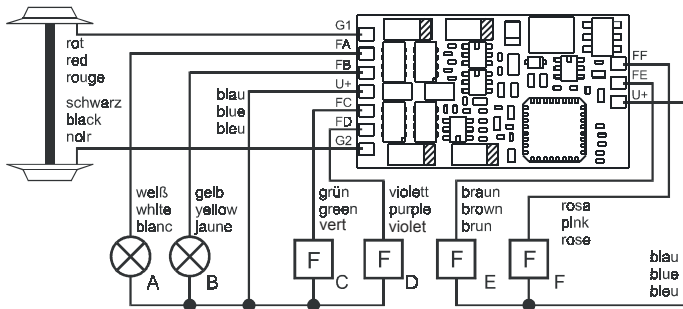 G1
FA
FB
U+
FC
FD
G2
FF
FE
U+
rot
red
rouge
schwarz
black
noir
blau
blue
bleu
weiß
white
blanc
gelb
yellow
jaune
grün
green
vert
violett
purple
violet
braun
brown
brun
rosa
pink
rose
blau
blue
bleu
A
B
F
C
F
D
F
E
F
F